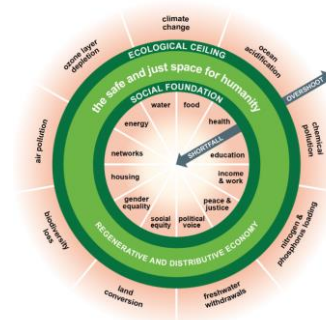 climate
change
ocean
acidification
chemical
pollution
nitrogen &
phosphorus loading
freshwater
withdrawals
land
conversion
biodiversity
loss
air pollution
ozone layer
depletion
ECOLOGICAL CEILING
the safe and just space for humanity
SOCIAL FOUNDATION
OVERSHOOT
SHORTFALL
water
food
health
education
income
& work
peace &
justice
political
voice
social
equity
gender
equality
housing
networks
energy
REGENERATIVE AND DISTRIBUTIVE ECONOMY